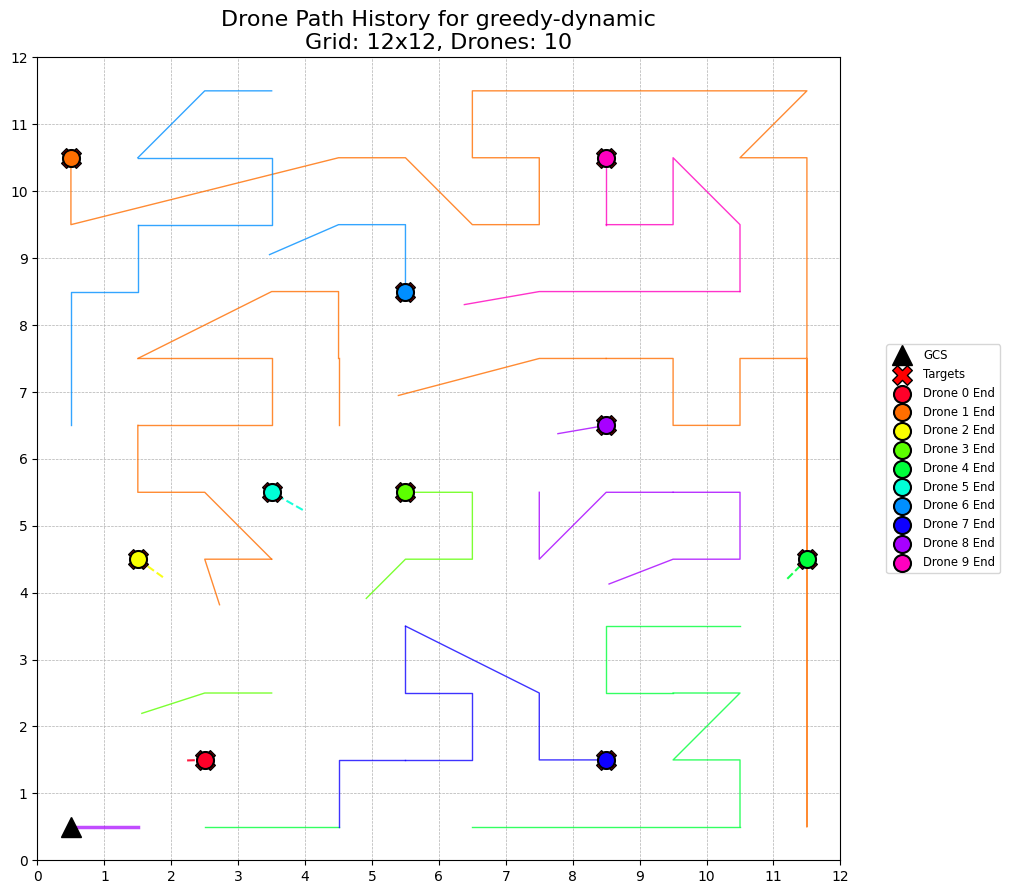 Drone Path History for greedy-dynamic
Grid: 12x12, Drones: 10
12
11
10
9
8
7
6
5
4
3
2
1
0
0 1 2 3 4 5 6 7 8 9 10 11 12
GCS
Targets
Drone 0 End
Drone 1 End
Drone 2 End
Drone 3 End
Drone 4 End
Drone 5 End
Drone 6 End
Drone 7 End
Drone 8 End
Drone 9 End